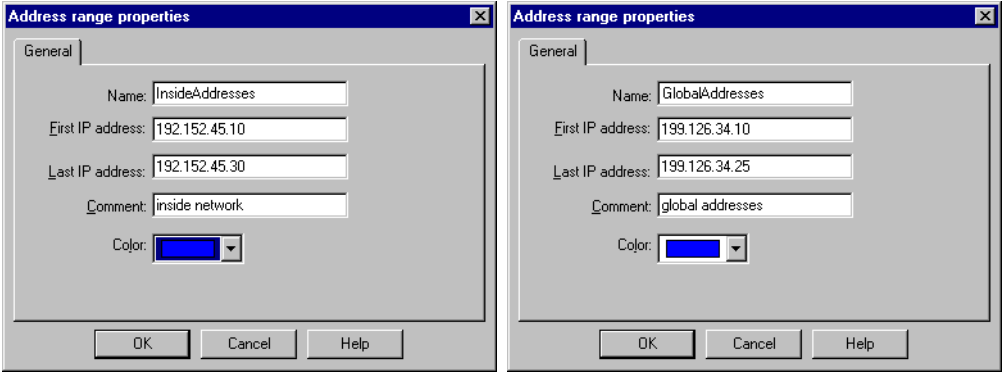 Address range properties
General
Name: InsideAddresses
First IP address: 192.152.45.10
Last IP address: 192.152.45.30
Comment: inside network
Color:
OK Cancel Help
Address range properties
General
Name: GlobalAddresses
First IP address: 199.126.34.10
Last IP address: 199.126.34.25
Comment: global addresses
Color:
OK Cancel Help